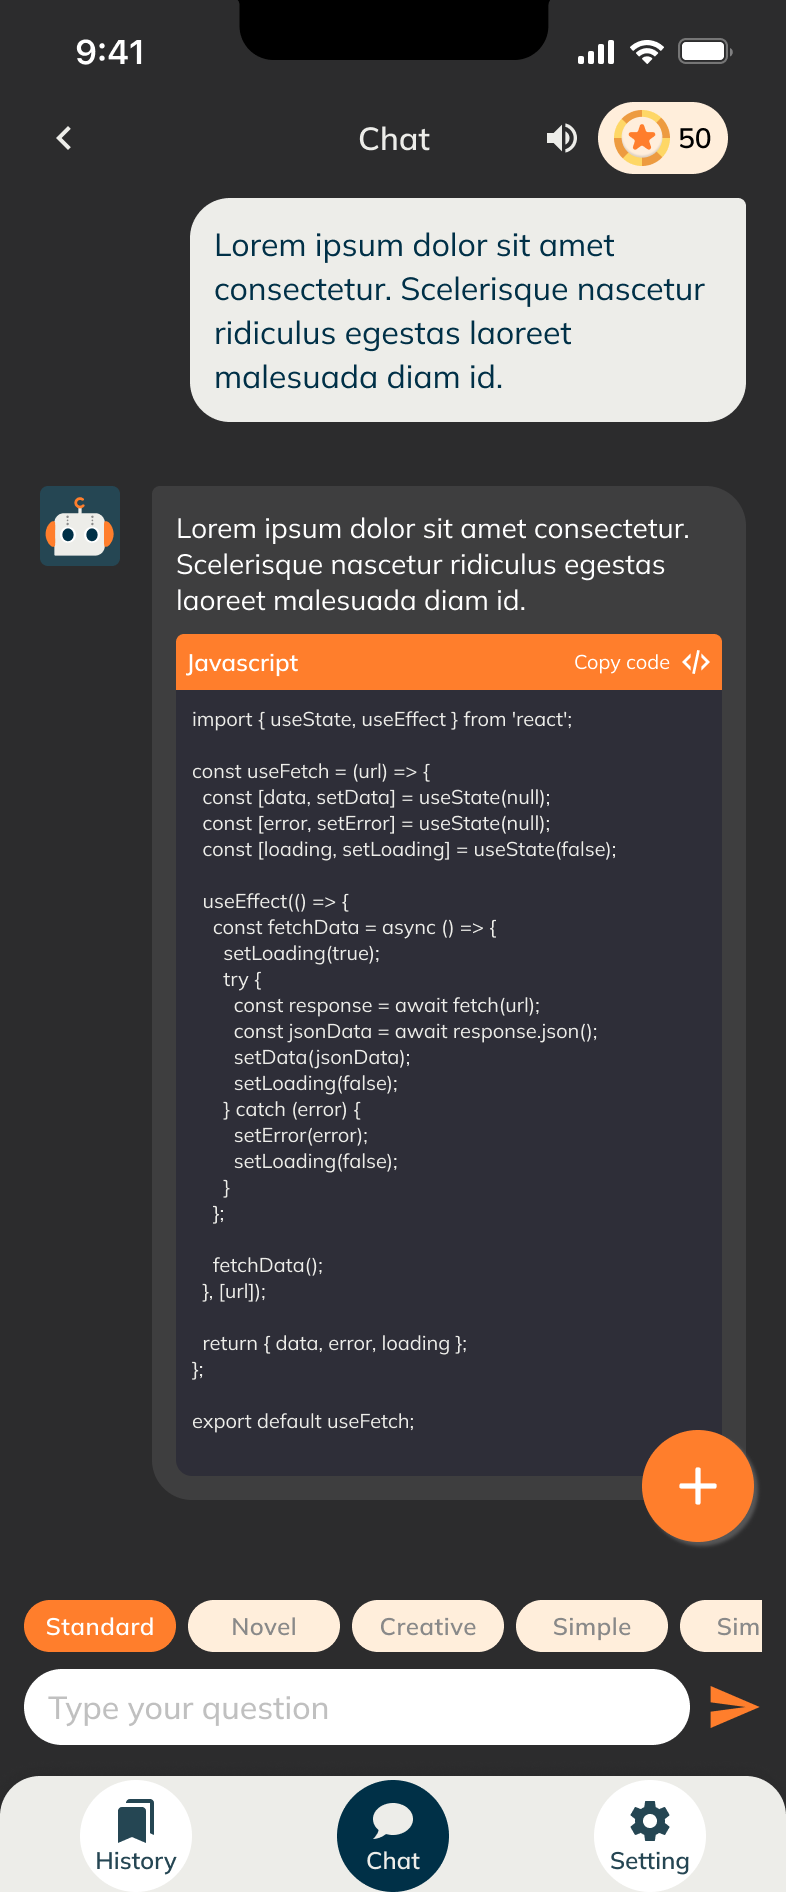 9:41
Chat
50
Lorem ipsum dolor sit amet
consectetur. Scelerisque nascetur
ridiculus egestas laoreet
malesuada diam id.
Lorem ipsum dolor sit amet consectetur.
Scelerisque nascetur ridiculus egestas
laoreet malesuada diam id.
Javascript Copy code
import { useState, useEffect } from 'react';
const useFetch = (url) => {
const [data, setData] = useState(null);
const [error, setError] = useState(null);
const [loading, setLoading] = useState(false);
useEffect(() => {
const fetchData = async () => {
setLoading(true);
try {
const response = await fetch(url);
const jsonData = await response.json();
setData(jsonData);
setLoading(false);
} catch (error) {
setError(error);
setLoading(false);
}
};
fetchData();
}, [url]);
return { data, error, loading };
};
export default useFetch;
Standard Novel Creative Simple Sim
Type your question
History Chat Setting